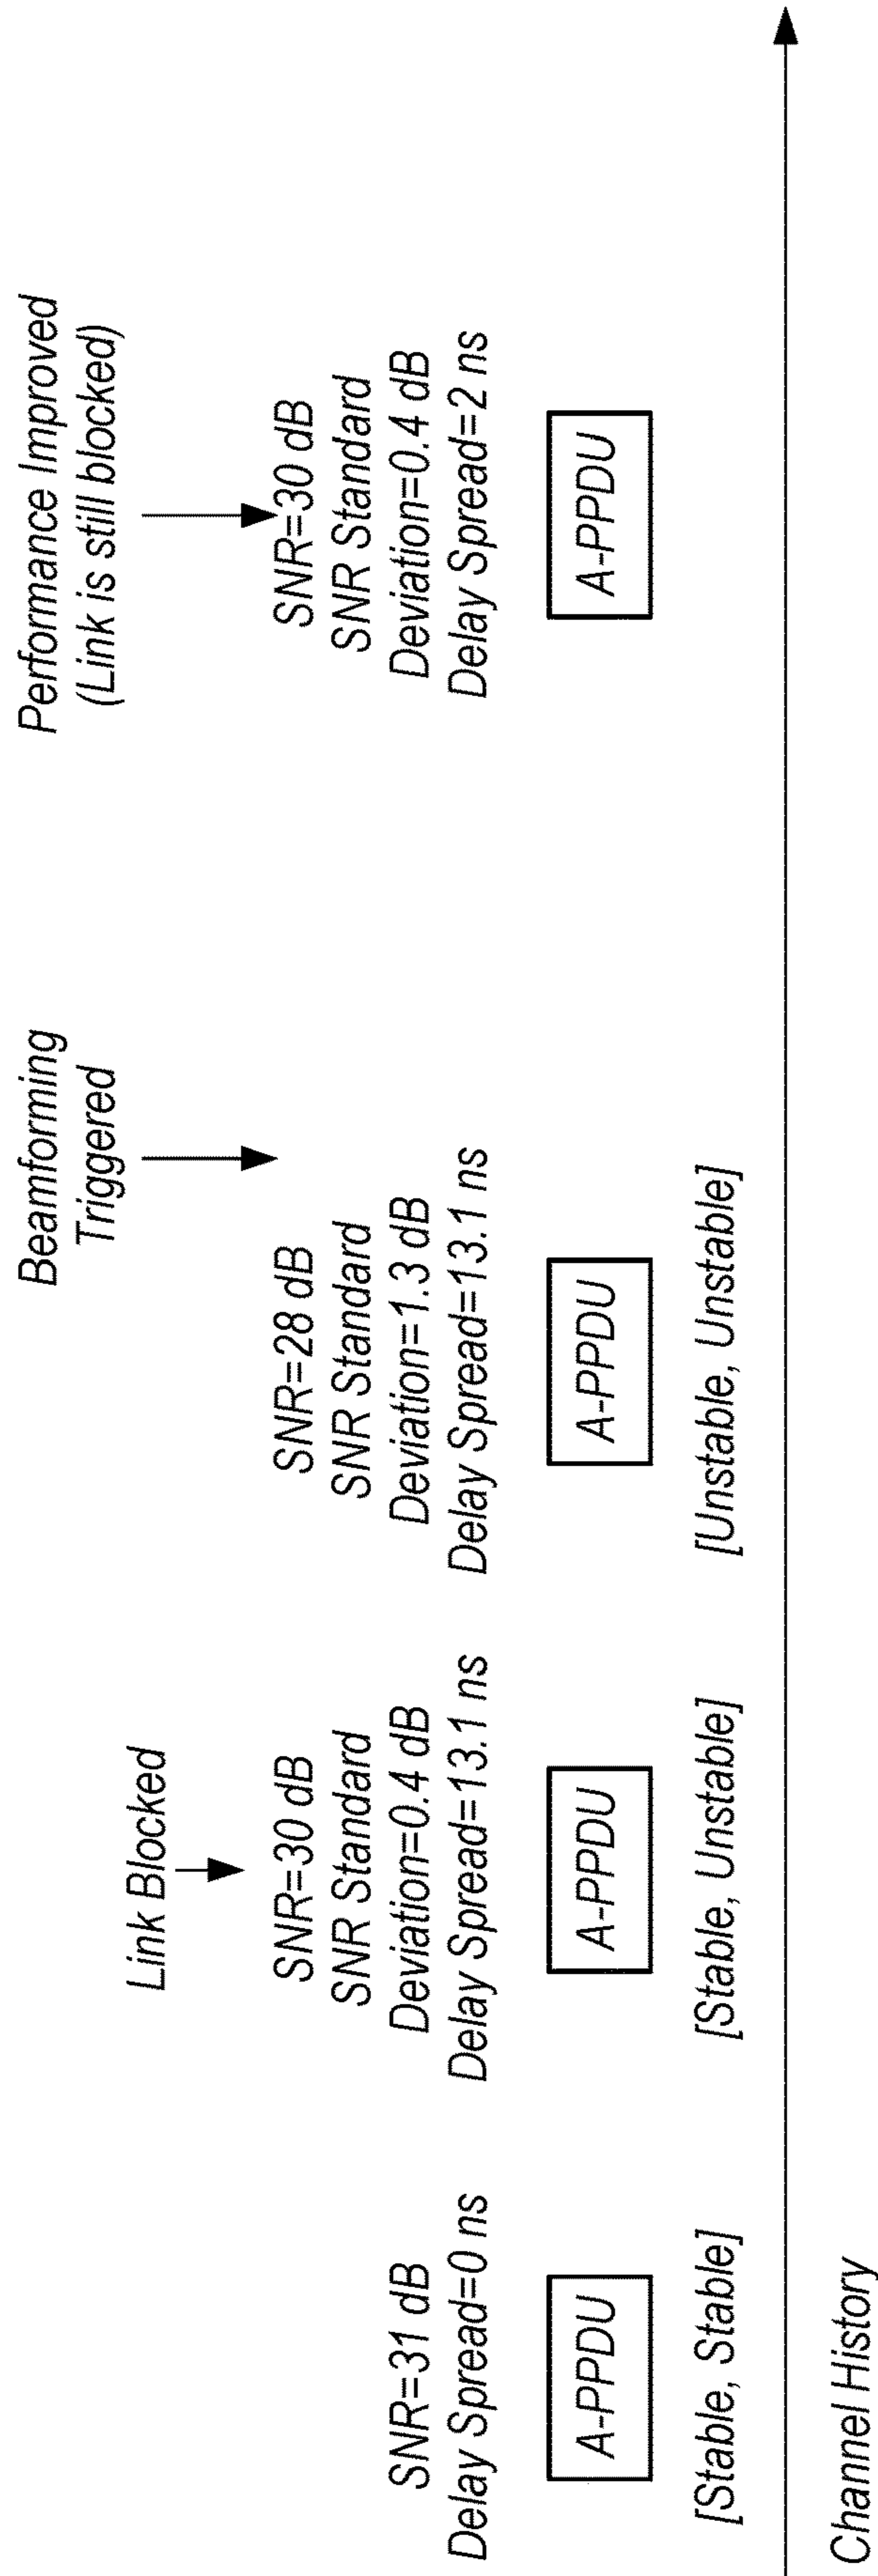 SNR=31 dB
Delay Spread=0 ns
A-PPDU
[Stable, Stable]
Link Blocked
SNR=30 dB
SNR Standard
Deviation=0.4 dB
Delay Spread=13.1 ns
A-PPDU
[Stable, Unstable]
Beamforming
Triggered
SNR=28 dB
SNR Standard
Deviation=1.3 dB
Delay Spread=13.1 ns
A-PPDU
[Unstable, Unstable]
Performance Improved
(Link is still blocked)
SNR=30 dB
SNR Standard
Deviation=0.4 dB
Delay Spread=2 ns
A-PPDU
Channel History